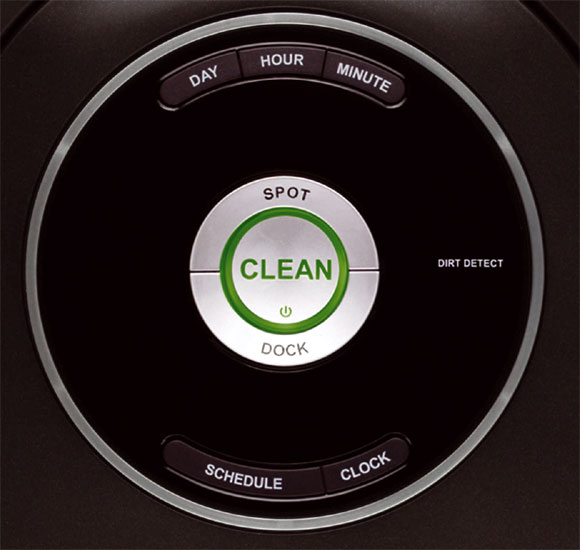 DAY HOUR MINUTE
SPOT
CLEAN
DIRT DETECT
DOCK
SCHEDULE CLOCK